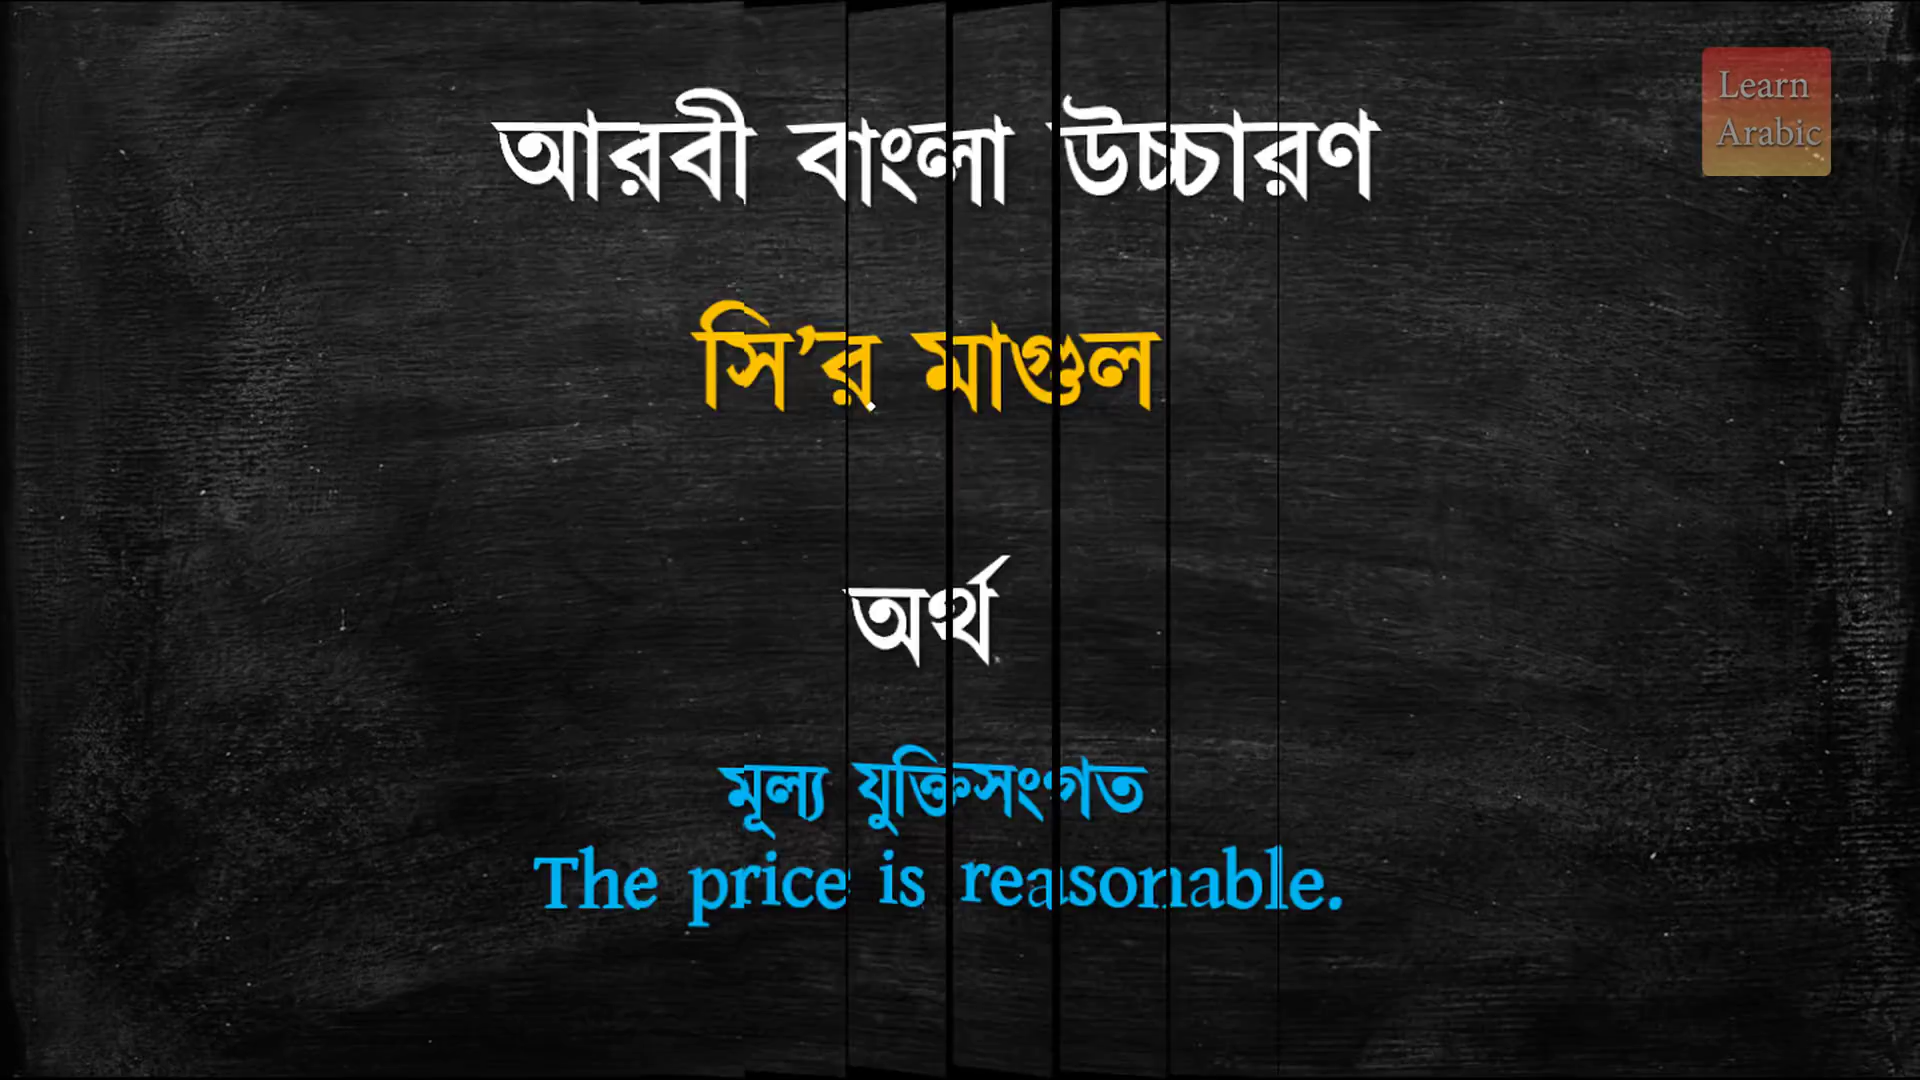 আরবী বাংলা উচ্চারণ
Learn
Arabic
সি’র মাগুল
অর্থ
মূল্য যুক্তিসংগত
The price is reasonable.